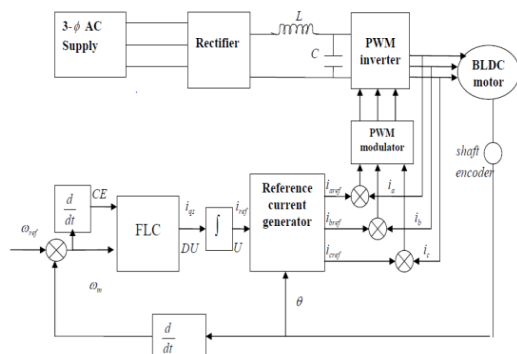 3-ϕ AC
Supply
Rectifier
L
C
PWM
inverter
BLDC
motor
PWM
modulator
shaft
encoder
d
dt
CE
FLC
i_qs
DU
∫
i_ref
U
Reference
current
generator
i_aref
i_a
i_bref
i_b
i_cref
i_c
ω_ref
ω_m
θ
d
dt